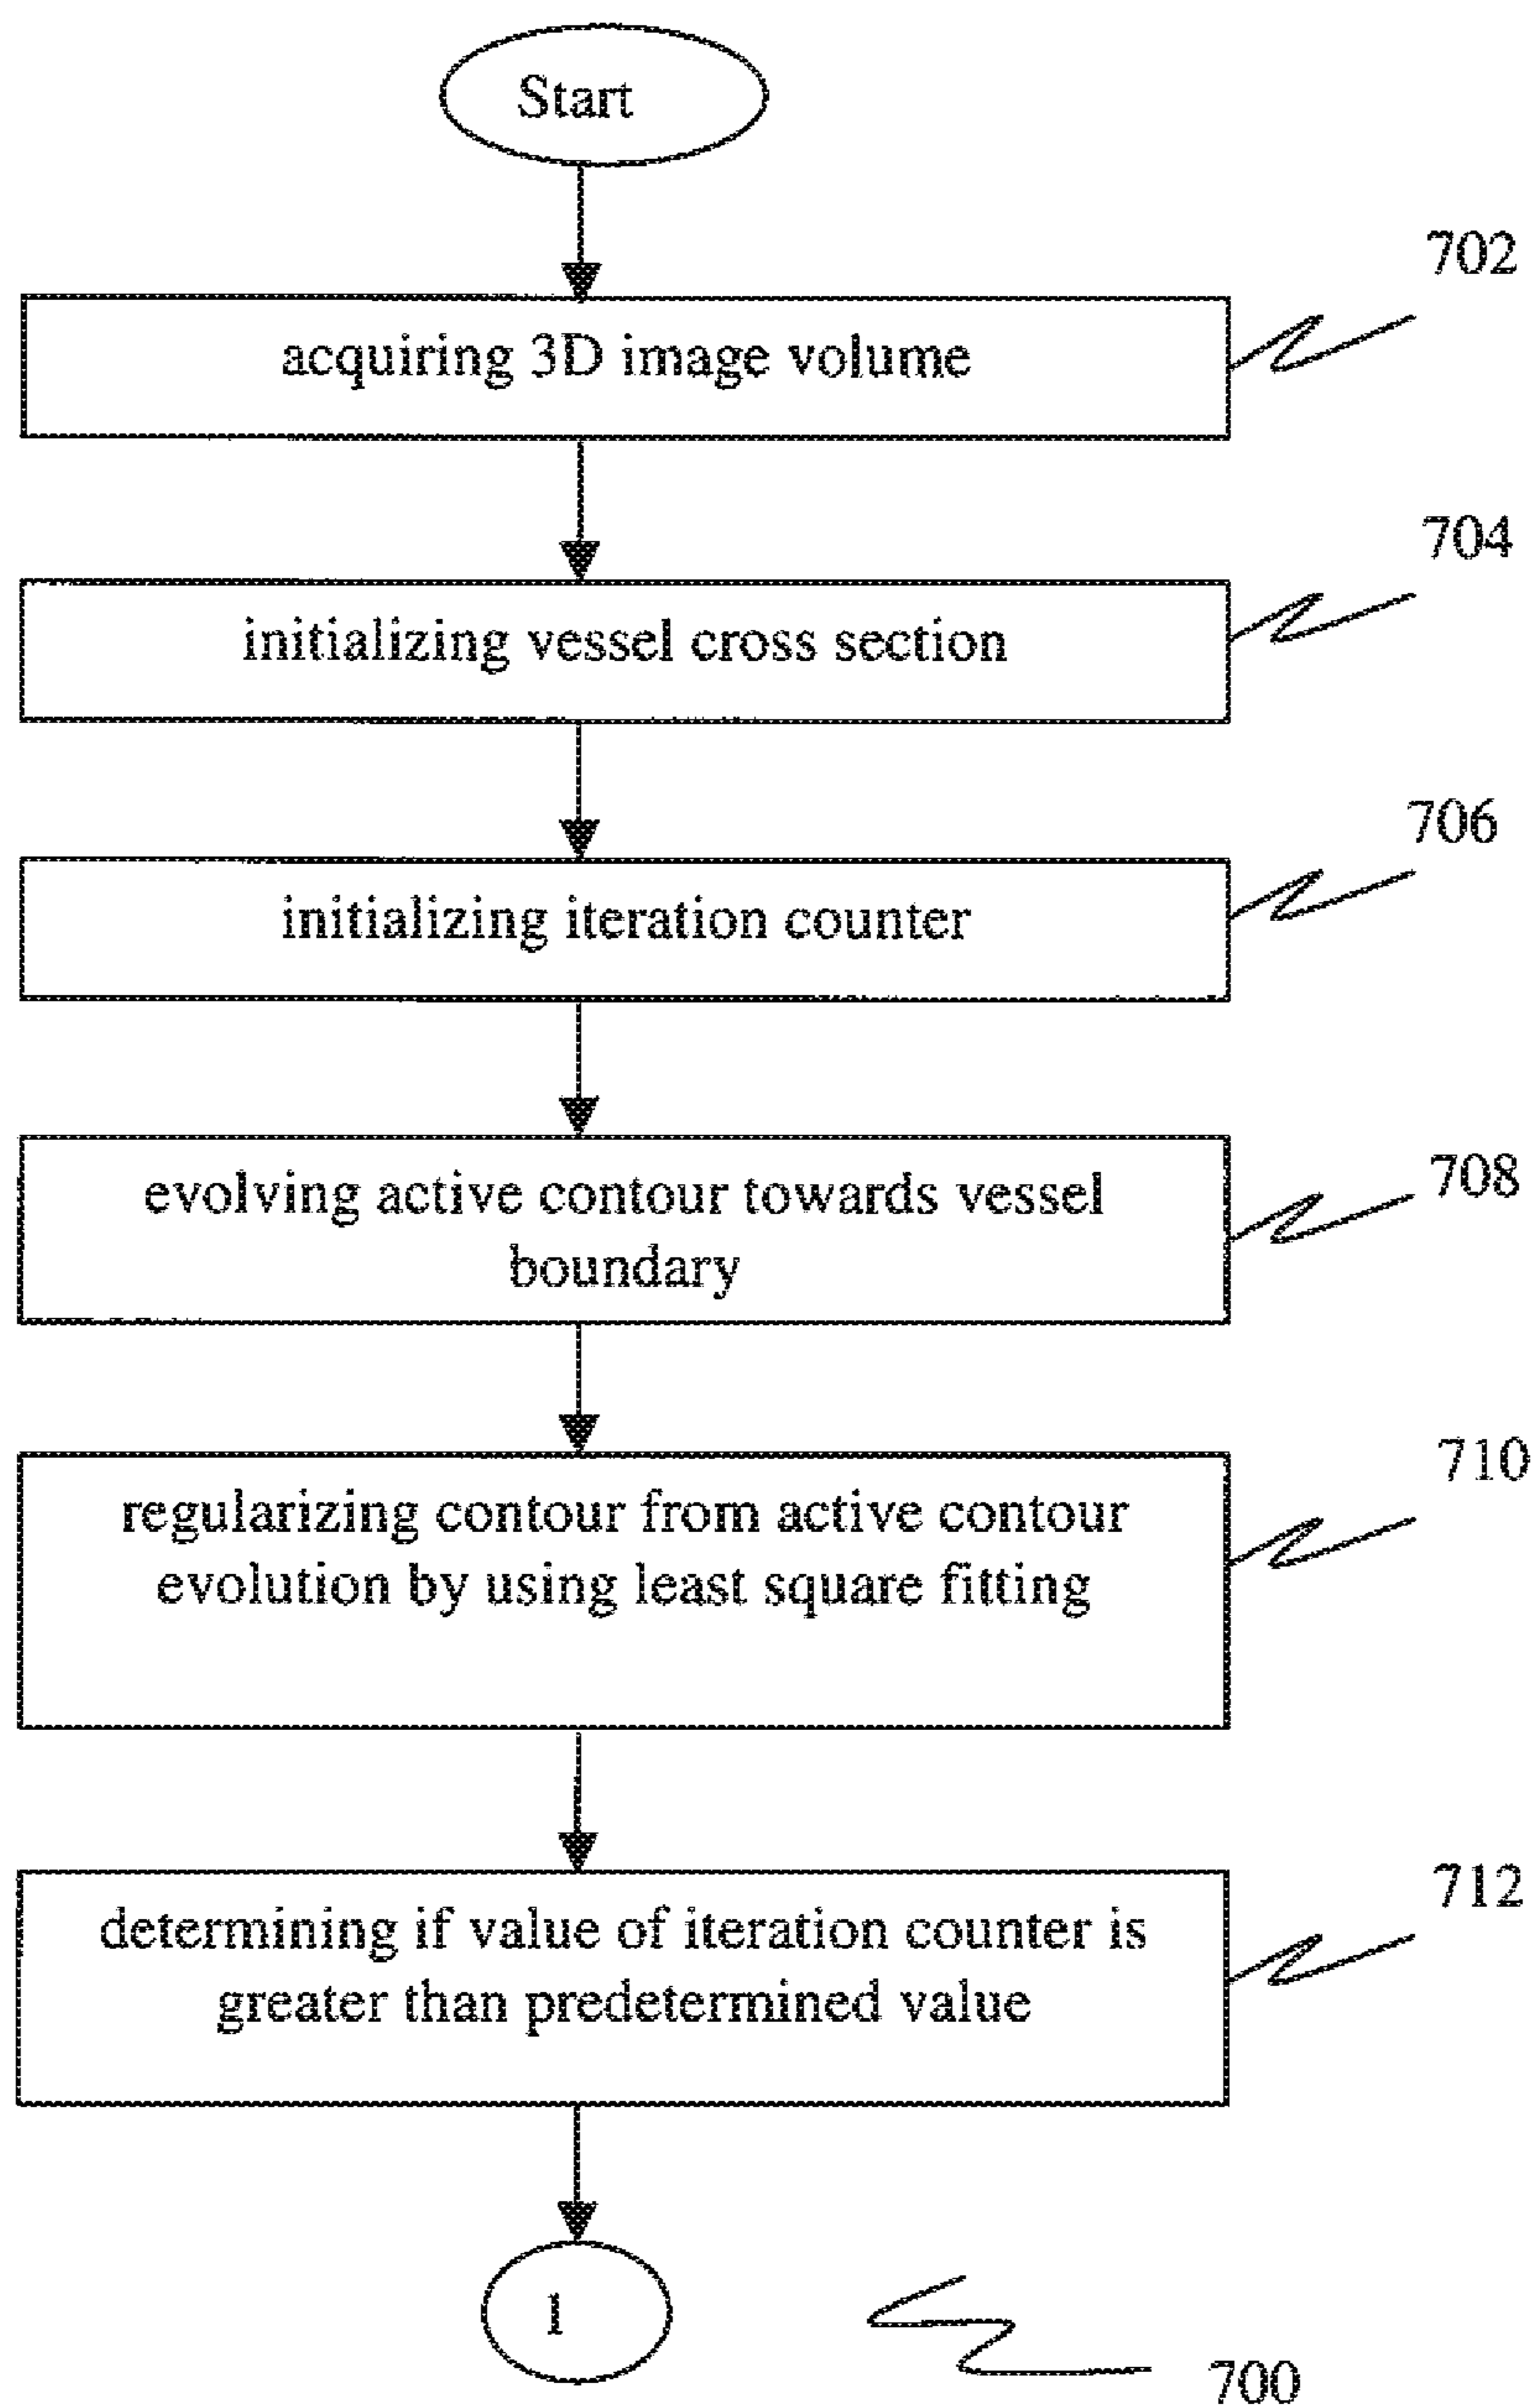 Start
702
acquiring 3D image volume
704
initializing vessel cross section
706
initializing iteration counter
708
evolving active contour towards vessel
boundary
710
regularizing contour from active contour
evolution by using least square fitting
712
determining if value of iteration counter is
greater than predetermined value
1
700